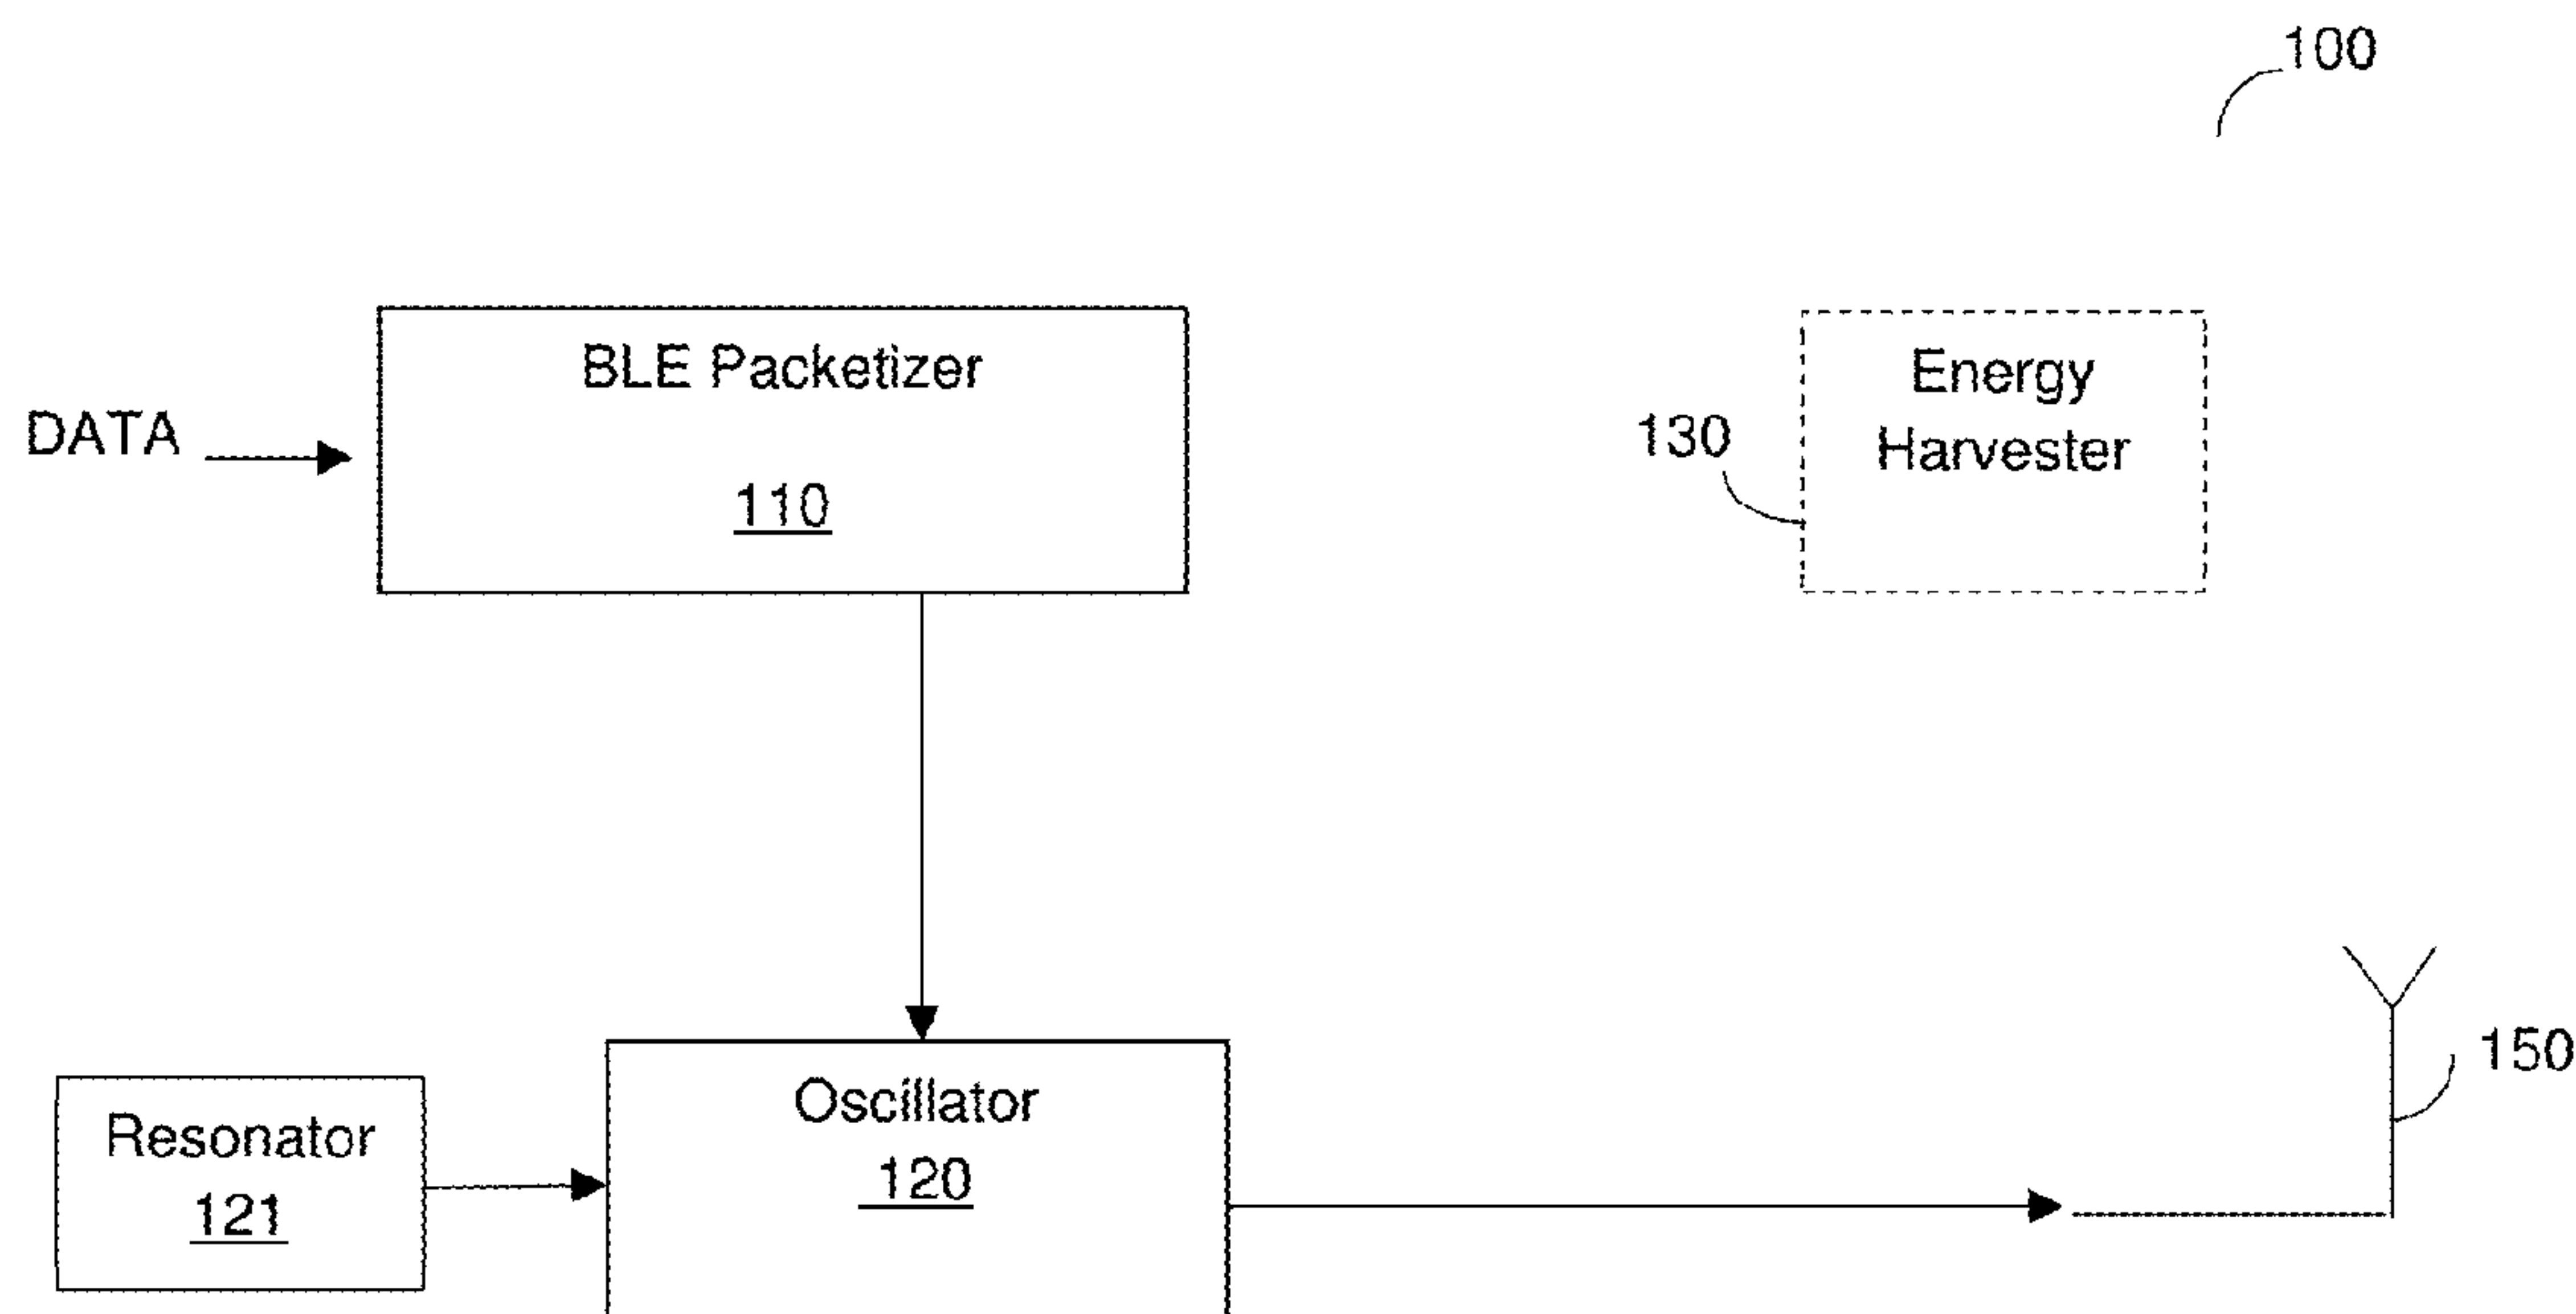 100
BLE Packetizer
110
DATA
Energy
Harvester
130
Oscillator
120
Resonator
121
150